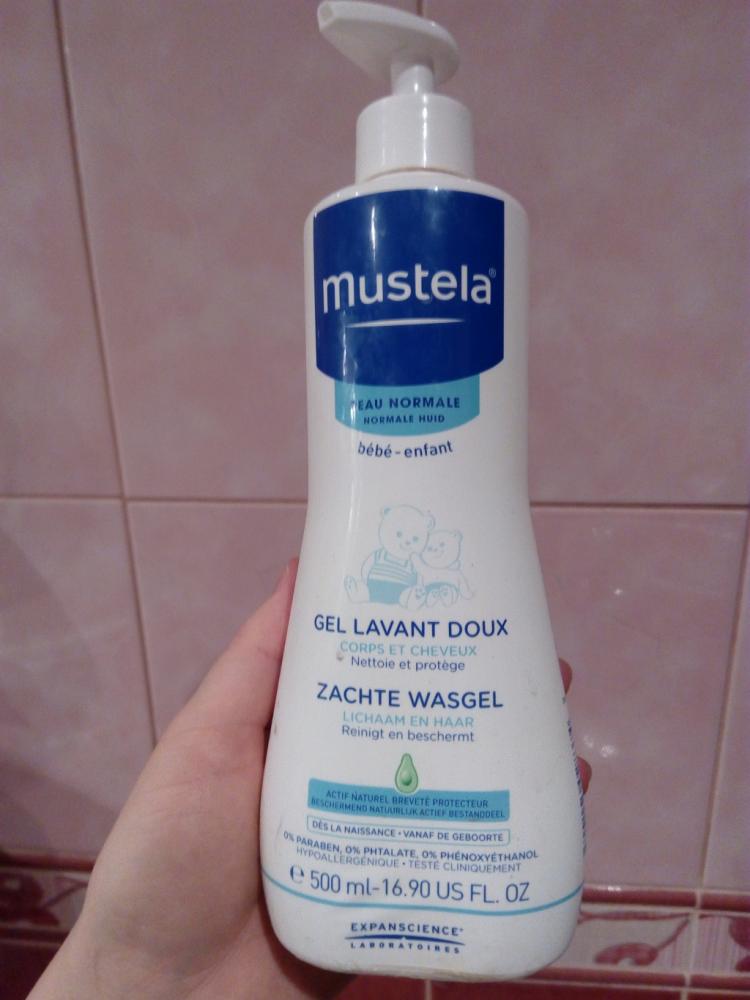 mustela®
PEAU NORMALE
NORMALE HUID
bébé-enfant
GEL LAVANT DOUX
CORPS ET CHEVEUX
Nettoie et protège
ZACHTE WASGEL
LICHAAM EN HAAR
Reinigt en beschermt
ACTIF NATUREL BREVETÉ PROTECTEUR
BESCHERMEND NATUURLIJK ACTIEF BESTANDDEEL
DÈS LA NAISSANCE • VANAF DE GEBOORTE
0% PARABEN, 0% PHTALATE, 0% PHÉNOXYÉTHANOL
HYPOALLERGÉNIQUE • TESTÉ CLINIQUEMENT
℮ 500 ml-16.90 US FL. OZ
EXPANSCIENCE®
LABORATOIRES